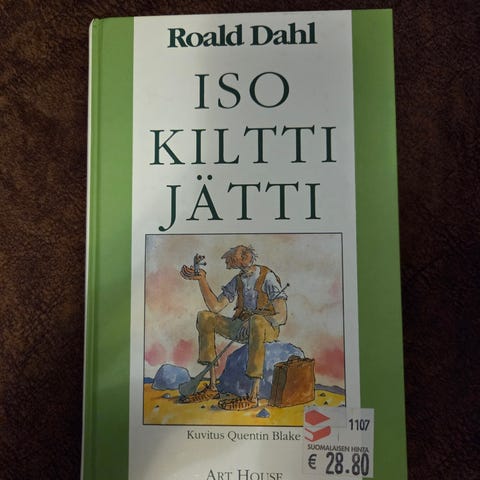 Roald Dahl
ISO
KILTTI
JÄTTI
Kuvitus Quentin Blake
1107
SUOMALAISEN HINTA
€ 28.80
ART HOUSE